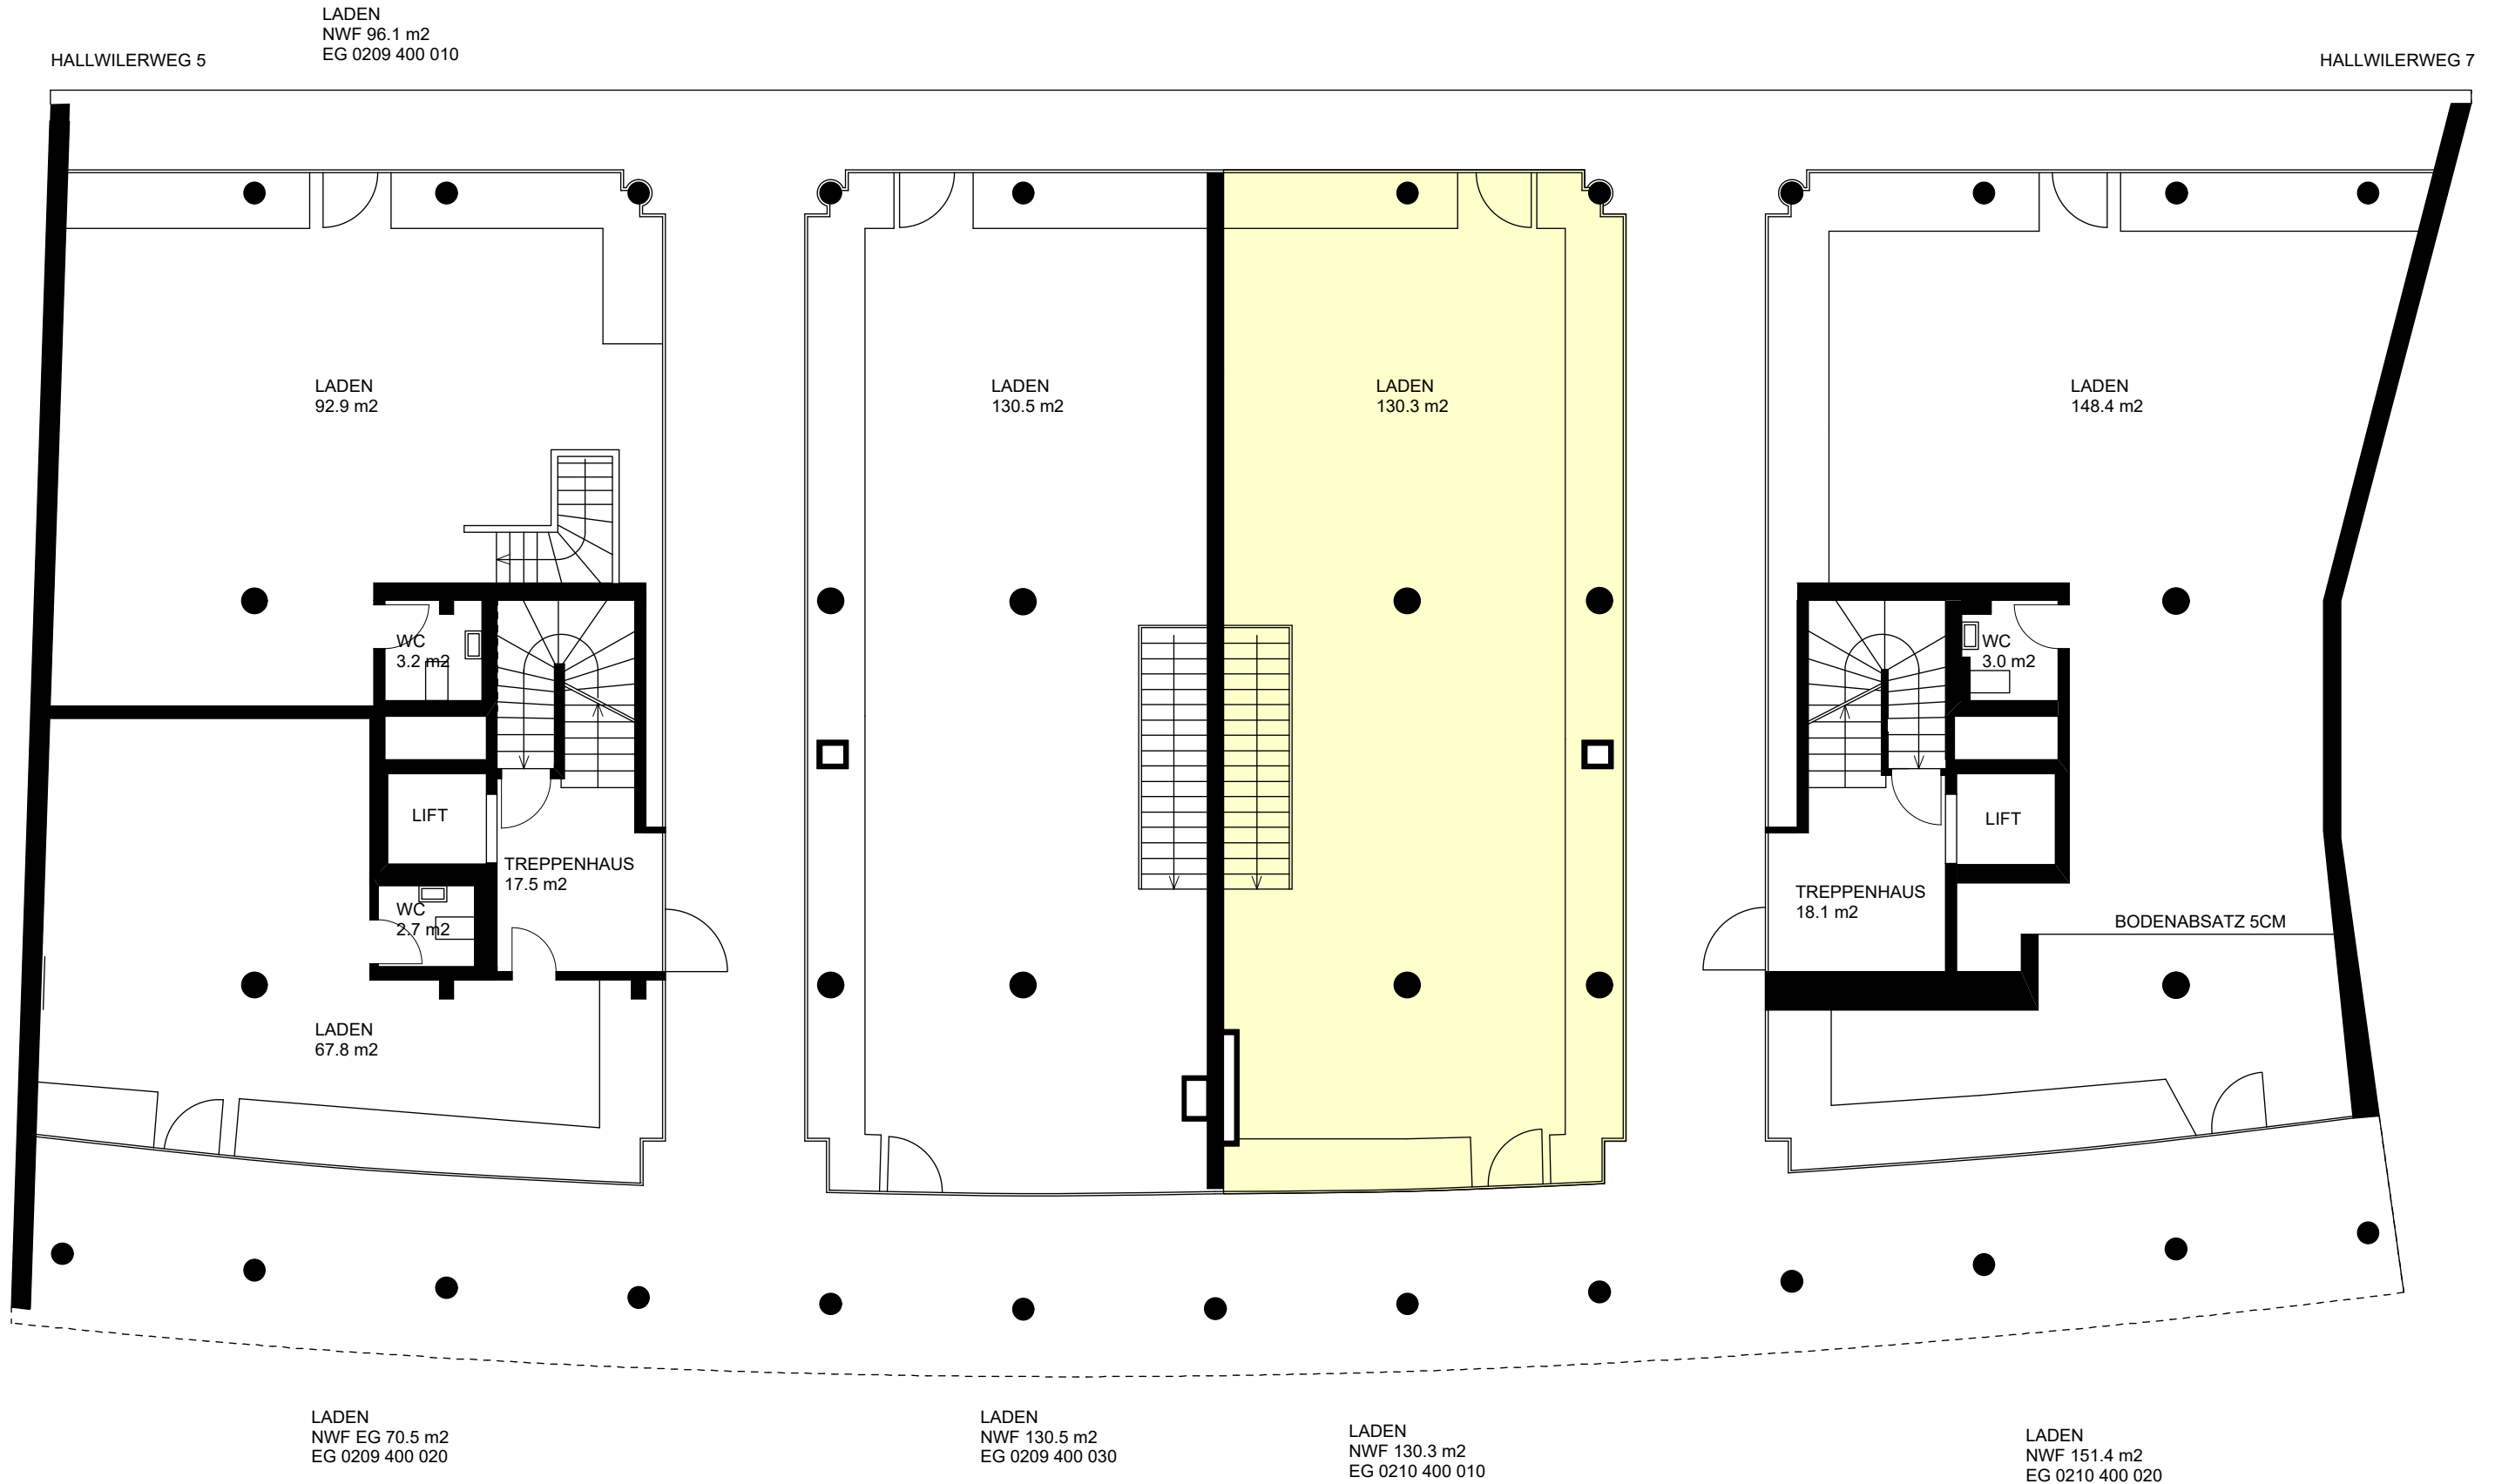 LADEN
NWF 96.1 m2
EG 0209 400 010
HALLWILERWEG 5
HALLWILERWEG 7
LADEN
92.9 m2
LADEN
130.5 m2
LADEN
130.3 m2
LADEN
148.4 m2
WC
3.2 m2
WC
3.0 m2
LIFT
LIFT
TREPPENHAUS
17.5 m2
TREPPENHAUS
18.1 m2
WC
2.7 m2
BODENABSATZ 5CM
LADEN
67.8 m2
LADEN
NWF EG 70.5 m2
EG 0209 400 020
LADEN
NWF 130.5 m2
EG 0209 400 030
LADEN
NWF 130.3 m2
EG 0210 400 010
LADEN
NWF 151.4 m2
EG 0210 400 020